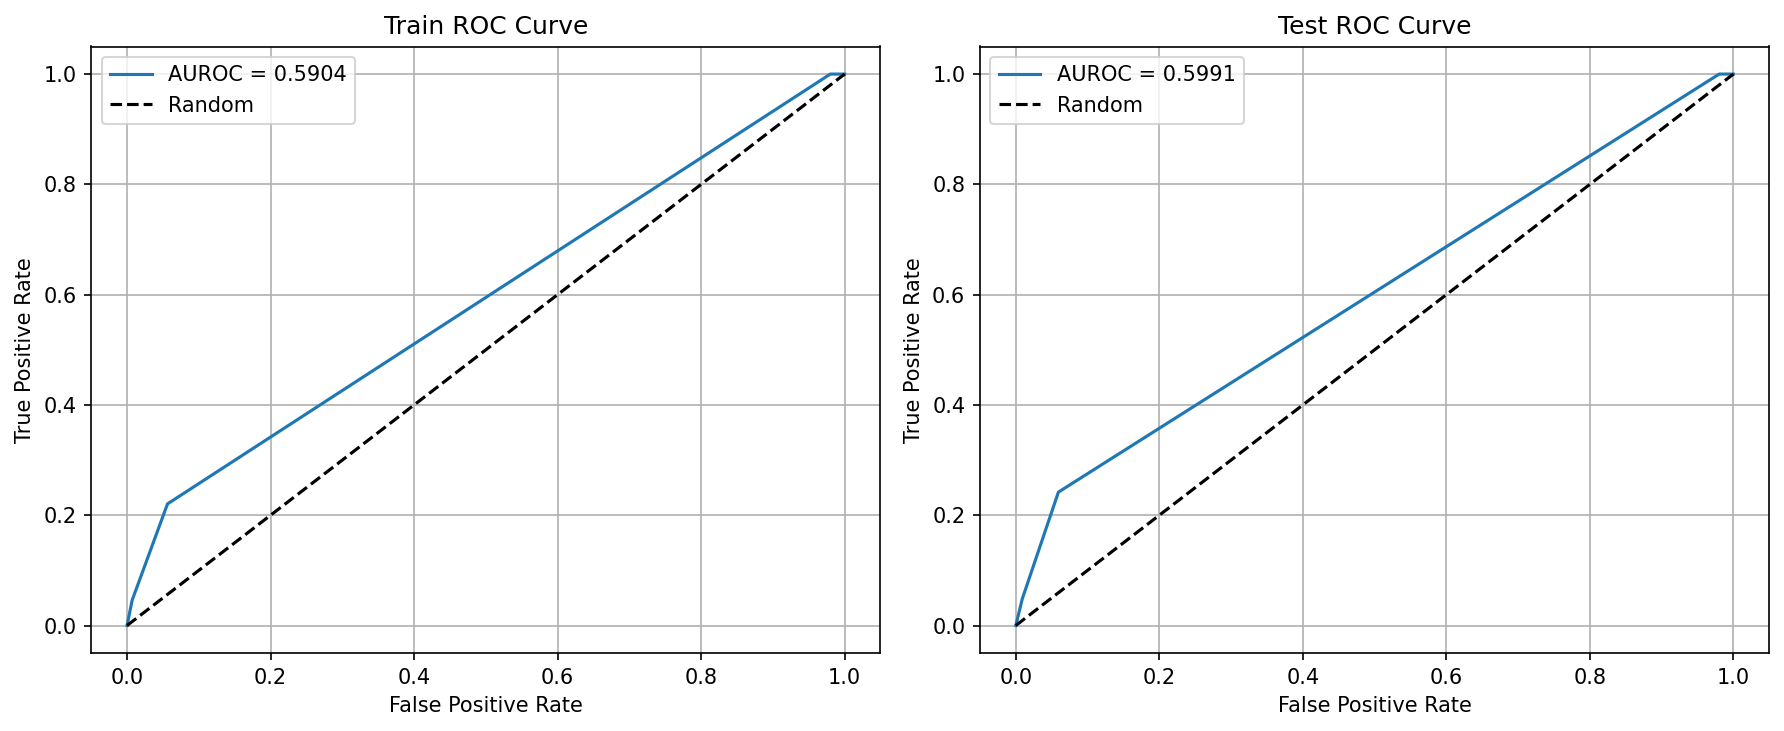 Train ROC Curve
AUROC = 0.5904
Random
True Positive Rate
1.0
0.8
0.6
0.4
0.2
0.0
0.0 0.2 0.4 0.6 0.8 1.0
False Positive Rate
Test ROC Curve
AUROC = 0.5991
Random
True Positive Rate
1.0
0.8
0.6
0.4
0.2
0.0
0.0 0.2 0.4 0.6 0.8 1.0
False Positive Rate